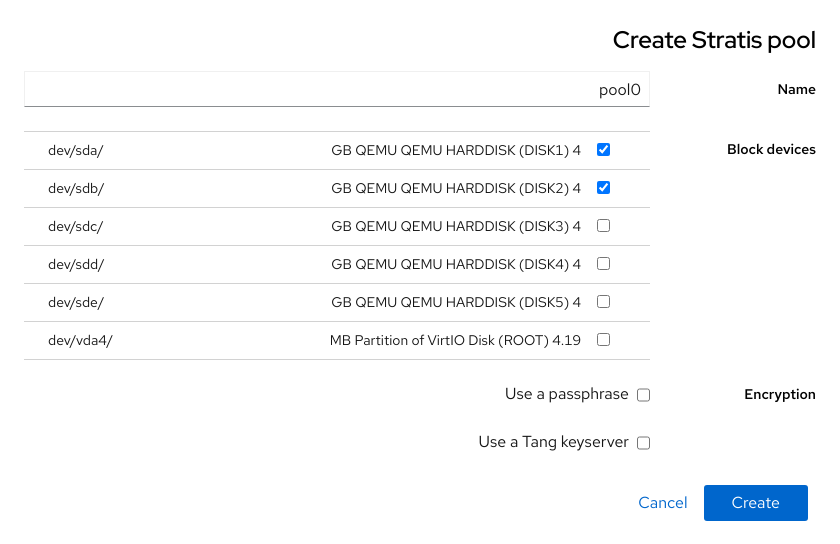 Create Stratis pool
Name
pool0
Block devices
GB QEMU QEMU HARDDISK (DISK1) 4
dev/sda/
GB QEMU QEMU HARDDISK (DISK2) 4
dev/sdb/
GB QEMU QEMU HARDDISK (DISK3) 4
dev/sdc/
GB QEMU QEMU HARDDISK (DISK4) 4
dev/sdd/
GB QEMU QEMU HARDDISK (DISK5) 4
dev/sde/
MB Partition of VirtIO Disk (ROOT) 4.19
dev/vda4/
Encryption
Use a passphrase
Use a Tang keyserver
Create
Cancel